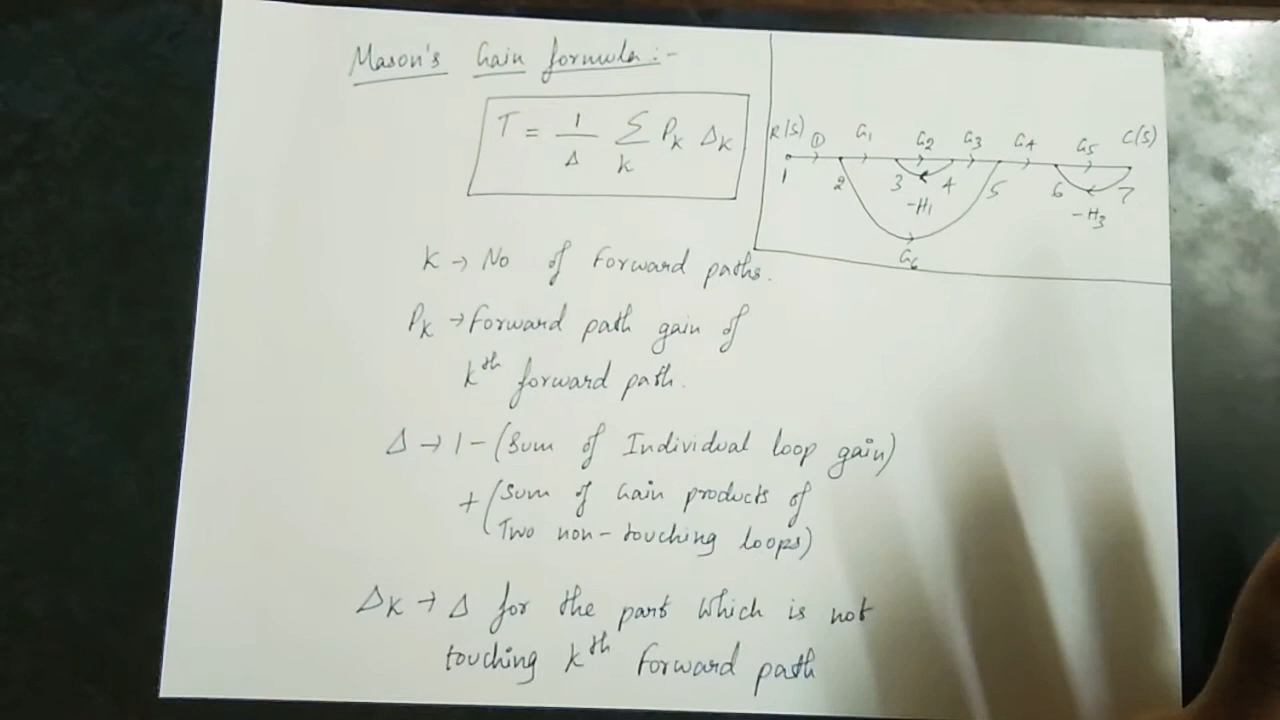 Mason's Gain formula:-
T = 1/Δ Σ_K P_K Δ_K
R(S) ① G1 G2 G3 G4 G5 C(S)
1 2 3 4 5 6 7
-H1 -H3
G6
K → No of Forward paths.
P_K → Forward path gain of
K^th forward path.
Δ → 1 - (Sum of Individual loop gain)
+ (Sum of Gain products of
Two non-touching loops)
Δ_K → Δ for the part which is not
touching K^th Forward path